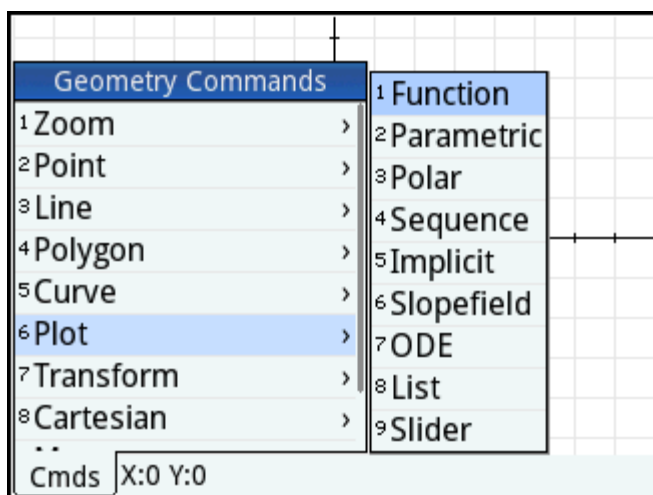 Geometry Commands
1 Zoom ›
2 Point ›
3 Line ›
4 Polygon ›
5 Curve ›
6 Plot ›
7 Transform ›
8 Cartesian ›
1 Function
2 Parametric
3 Polar
4 Sequence
5 Implicit
6 Slopefield
7 ODE
8 List
9 Slider
Cmds X:0 Y:0